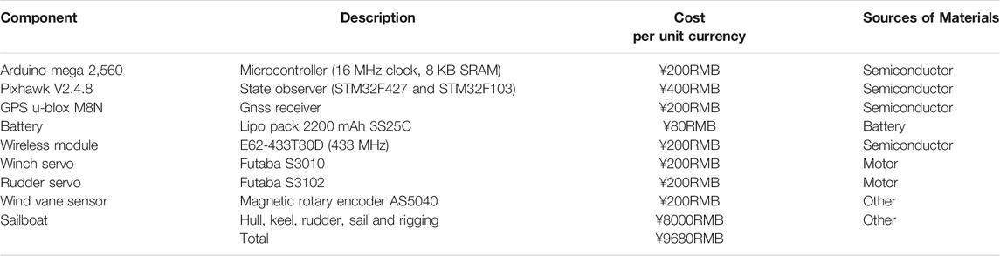 Component Description Cost per unit currency Sources of Materials
Arduino mega 2,560 Microcontroller (16 MHz clock, 8 KB SRAM) ¥200RMB Semiconductor
Pixhawk V2.4.8 State observer (STM32F427 and STM32F103) ¥400RMB Semiconductor
GPS u-blox M8N Gnss receiver ¥200RMB Semiconductor
Battery Lipo pack 2200 mAh 3S25C ¥80RMB Battery
Wireless module E62-433T30D (433 MHz) ¥200RMB Semiconductor
Winch servo Futaba S3010 ¥200RMB Motor
Rudder servo Futaba S3102 ¥200RMB Motor
Wind vane sensor Magnetic rotary encoder AS5040 ¥200RMB Other
Sailboat Hull, keel, rudder, sail and rigging ¥8000RMB Other
Total ¥9680RMB